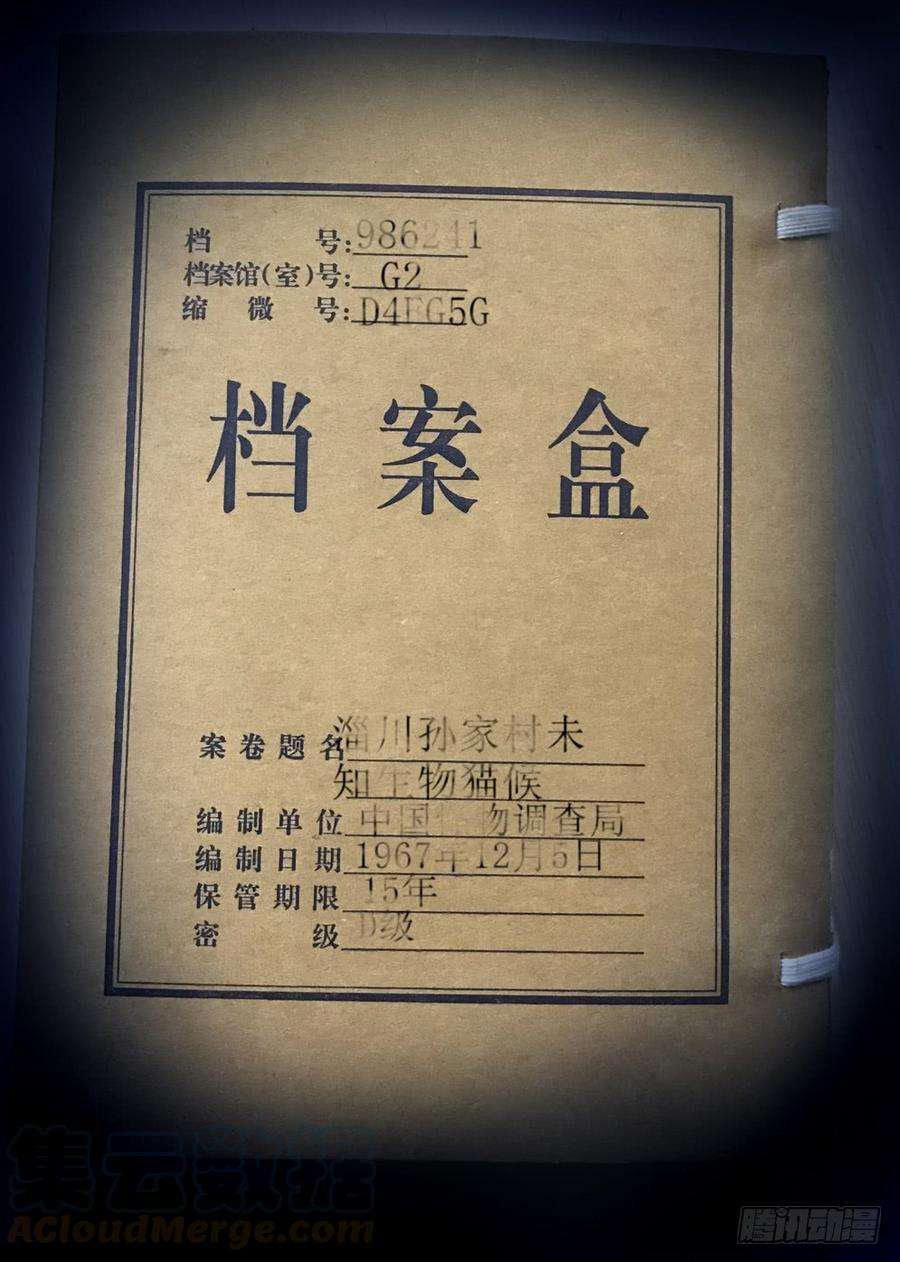 档 号:986241
档案馆(室)号: G2
缩 微 号:D4EG5G
档案盒
案卷题名 淄川孙家村未
知生物猫候
编制单位 中国 物调查局
编制日期 1967年12月5日
保管期限 15年
密 级 D级
集云数据
ACloudMerge.com
腾讯动漫